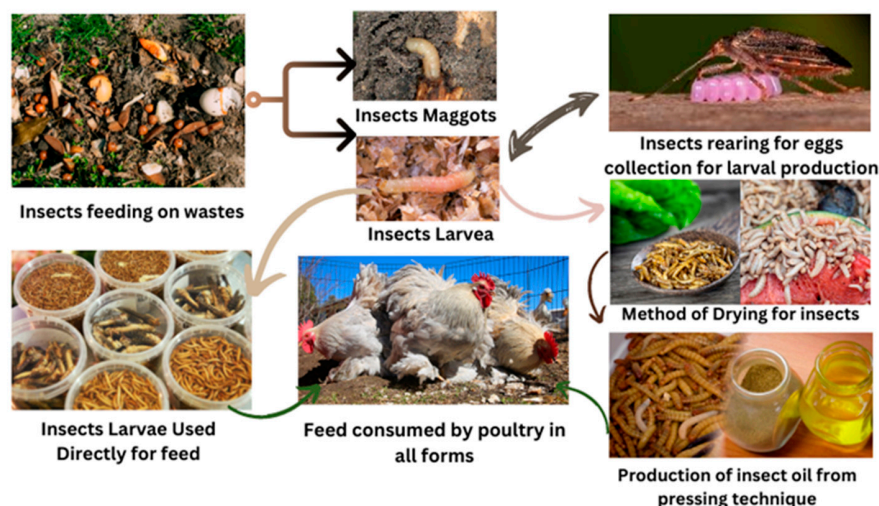 Insects Maggots
Insects rearing for eggs
collection for larval production
Insects feeding on wastes
Insects Larvea
Method of Drying for insects
Insects Larvae Used
Directly for feed
Feed consumed by poultry in
all forms
Production of insect oil from
pressing technique